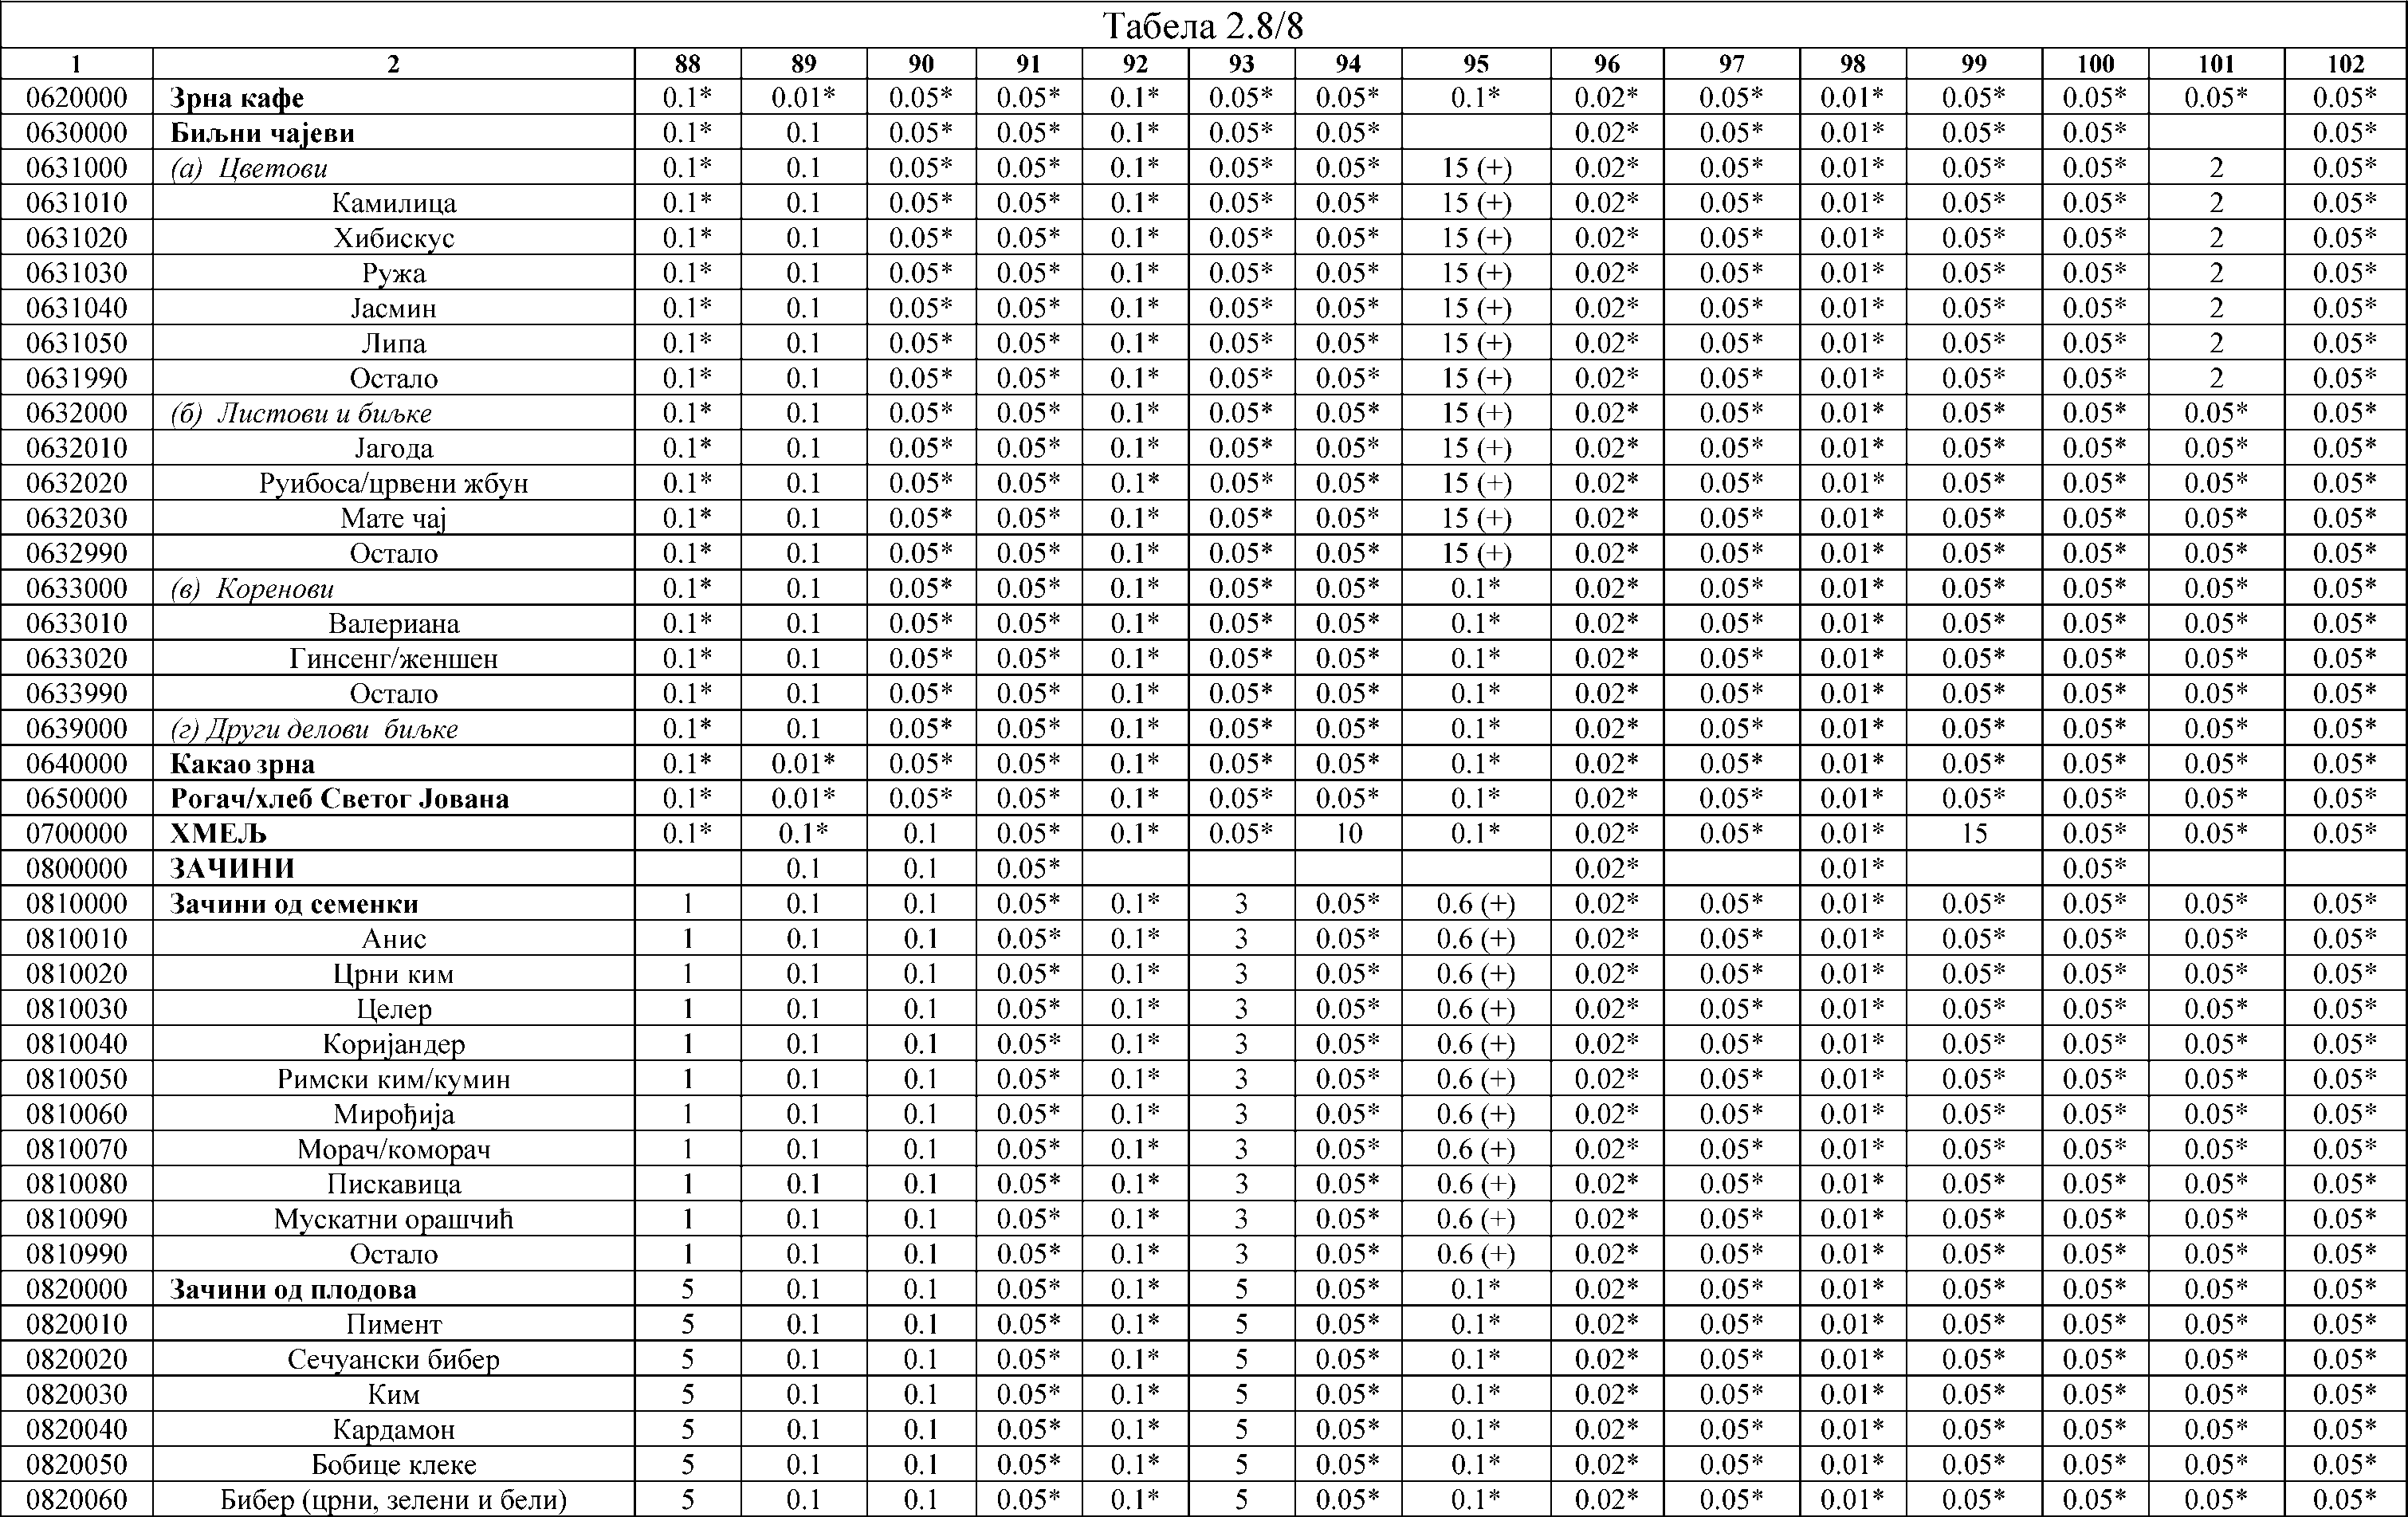 Табела 2.8/8
1 2 88 89 90 91 92 93 94 95 96 97 98 99 100 101 102
0620000 Зрна кафе 0.1* 0.01* 0.05* 0.05* 0.1* 0.05* 0.05* 0.1* 0.02* 0.05* 0.01* 0.05* 0.05* 0.05* 0.05*
0630000 Биљни чајеви 0.1* 0.1 0.05* 0.05* 0.1* 0.05* 0.05* 0.02* 0.05* 0.01* 0.05* 0.05* 0.05*
0631000 (а) Цветови 0.1* 0.1 0.05* 0.05* 0.1* 0.05* 0.05* 15 (+) 0.02* 0.05* 0.01* 0.05* 0.05* 2 0.05*
0631010 Камилица 0.1* 0.1 0.05* 0.05* 0.1* 0.05* 0.05* 15 (+) 0.02* 0.05* 0.01* 0.05* 0.05* 2 0.05*
0631020 Хибискус 0.1* 0.1 0.05* 0.05* 0.1* 0.05* 0.05* 15 (+) 0.02* 0.05* 0.01* 0.05* 0.05* 2 0.05*
0631030 Ружа 0.1* 0.1 0.05* 0.05* 0.1* 0.05* 0.05* 15 (+) 0.02* 0.05* 0.01* 0.05* 0.05* 2 0.05*
0631040 Јасмин 0.1* 0.1 0.05* 0.05* 0.1* 0.05* 0.05* 15 (+) 0.02* 0.05* 0.01* 0.05* 0.05* 2 0.05*
0631050 Липа 0.1* 0.1 0.05* 0.05* 0.1* 0.05* 0.05* 15 (+) 0.02* 0.05* 0.01* 0.05* 0.05* 2 0.05*
0631990 Остало 0.1* 0.1 0.05* 0.05* 0.1* 0.05* 0.05* 15 (+) 0.02* 0.05* 0.01* 0.05* 0.05* 2 0.05*
0632000 (б) Листови и биљке 0.1* 0.1 0.05* 0.05* 0.1* 0.05* 0.05* 15 (+) 0.02* 0.05* 0.01* 0.05* 0.05* 0.05* 0.05*
0632010 Јагода 0.1* 0.1 0.05* 0.05* 0.1* 0.05* 0.05* 15 (+) 0.02* 0.05* 0.01* 0.05* 0.05* 0.05* 0.05*
0632020 Руибоса/црвени жбун 0.1* 0.1 0.05* 0.05* 0.1* 0.05* 0.05* 15 (+) 0.02* 0.05* 0.01* 0.05* 0.05* 0.05* 0.05*
0632030 Мате чај 0.1* 0.1 0.05* 0.05* 0.1* 0.05* 0.05* 15 (+) 0.02* 0.05* 0.01* 0.05* 0.05* 0.05* 0.05*
0632990 Остало 0.1* 0.1 0.05* 0.05* 0.1* 0.05* 0.05* 15 (+) 0.02* 0.05* 0.01* 0.05* 0.05* 0.05* 0.05*
0633000 (в) Коренови 0.1* 0.1 0.05* 0.05* 0.1* 0.05* 0.05* 0.1* 0.02* 0.05* 0.01* 0.05* 0.05* 0.05* 0.05*
0633010 Валериана 0.1* 0.1 0.05* 0.05* 0.1* 0.05* 0.05* 0.1* 0.02* 0.05* 0.01* 0.05* 0.05* 0.05* 0.05*
0633020 Гинсенг/женшен 0.1* 0.1 0.05* 0.05* 0.1* 0.05* 0.05* 0.1* 0.02* 0.05* 0.01* 0.05* 0.05* 0.05* 0.05*
0633990 Остало 0.1* 0.1 0.05* 0.05* 0.1* 0.05* 0.05* 0.1* 0.02* 0.05* 0.01* 0.05* 0.05* 0.05* 0.05*
0639000 (г) Други делови биљке 0.1* 0.1 0.05* 0.05* 0.1* 0.05* 0.05* 0.1* 0.02* 0.05* 0.01* 0.05* 0.05* 0.05* 0.05*
0640000 Какао зрна 0.1* 0.01* 0.05* 0.05* 0.1* 0.05* 0.05* 0.1* 0.02* 0.05* 0.01* 0.05* 0.05* 0.05* 0.05*
0650000 Рогач/хлеб Светог Јована 0.1* 0.01* 0.05* 0.05* 0.1* 0.05* 0.05* 0.1* 0.02* 0.05* 0.01* 0.05* 0.05* 0.05* 0.05*
0700000 ХМЕЉ 0.1* 0.1* 0.1 0.05* 0.1* 0.05* 10 0.1* 0.02* 0.05* 0.01* 15 0.05* 0.05* 0.05*
0800000 ЗАЧИНИ 0.1 0.1 0.05* 0.02* 0.01* 0.05*
0810000 Зачини од семенки 1 0.1 0.1 0.05* 0.1* 3 0.05* 0.6 (+) 0.02* 0.05* 0.01* 0.05* 0.05* 0.05* 0.05*
0810010 Анис 1 0.1 0.1 0.05* 0.1* 3 0.05* 0.6 (+) 0.02* 0.05* 0.01* 0.05* 0.05* 0.05* 0.05*
0810020 Црни ким 1 0.1 0.1 0.05* 0.1* 3 0.05* 0.6 (+) 0.02* 0.05* 0.01* 0.05* 0.05* 0.05* 0.05*
0810030 Целер 1 0.1 0.1 0.05* 0.1* 3 0.05* 0.6 (+) 0.02* 0.05* 0.01* 0.05* 0.05* 0.05* 0.05*
0810040 Коријандер 1 0.1 0.1 0.05* 0.1* 3 0.05* 0.6 (+) 0.02* 0.05* 0.01* 0.05* 0.05* 0.05* 0.05*
0810050 Римски ким/кумин 1 0.1 0.1 0.05* 0.1* 3 0.05* 0.6 (+) 0.02* 0.05* 0.01* 0.05* 0.05* 0.05* 0.05*
0810060 Мирођија 1 0.1 0.1 0.05* 0.1* 3 0.05* 0.6 (+) 0.02* 0.05* 0.01* 0.05* 0.05* 0.05* 0.05*
0810070 Морач/коморач 1 0.1 0.1 0.05* 0.1* 3 0.05* 0.6 (+) 0.02* 0.05* 0.01* 0.05* 0.05* 0.05* 0.05*
0810080 Пискавица 1 0.1 0.1 0.05* 0.1* 3 0.05* 0.6 (+) 0.02* 0.05* 0.01* 0.05* 0.05* 0.05* 0.05*
0810090 Мускатни орашчић 1 0.1 0.1 0.05* 0.1* 3 0.05* 0.6 (+) 0.02* 0.05* 0.01* 0.05* 0.05* 0.05* 0.05*
0810990 Остало 1 0.1 0.1 0.05* 0.1* 3 0.05* 0.6 (+) 0.02* 0.05* 0.01* 0.05* 0.05* 0.05* 0.05*
0820000 Зачини од плодова 5 0.1 0.1 0.05* 0.1* 5 0.05* 0.1* 0.02* 0.05* 0.01* 0.05* 0.05* 0.05* 0.05*
0820010 Пимент 5 0.1 0.1 0.05* 0.1* 5 0.05* 0.1* 0.02* 0.05* 0.01* 0.05* 0.05* 0.05* 0.05*
0820020 Сечуански бибер 5 0.1 0.1 0.05* 0.1* 5 0.05* 0.1* 0.02* 0.05* 0.01* 0.05* 0.05* 0.05* 0.05*
0820030 Ким 5 0.1 0.1 0.05* 0.1* 5 0.05* 0.1* 0.02* 0.05* 0.01* 0.05* 0.05* 0.05* 0.05*
0820040 Кардамон 5 0.1 0.1 0.05* 0.1* 5 0.05* 0.1* 0.02* 0.05* 0.01* 0.05* 0.05* 0.05* 0.05*
0820050 Бобице клеке 5 0.1 0.1 0.05* 0.1* 5 0.05* 0.1* 0.02* 0.05* 0.01* 0.05* 0.05* 0.05* 0.05*
0820060 Бибер (црни, зелени и бели) 5 0.1 0.1 0.05* 0.1* 5 0.05* 0.1* 0.02* 0.05* 0.01* 0.05* 0.05* 0.05* 0.05*